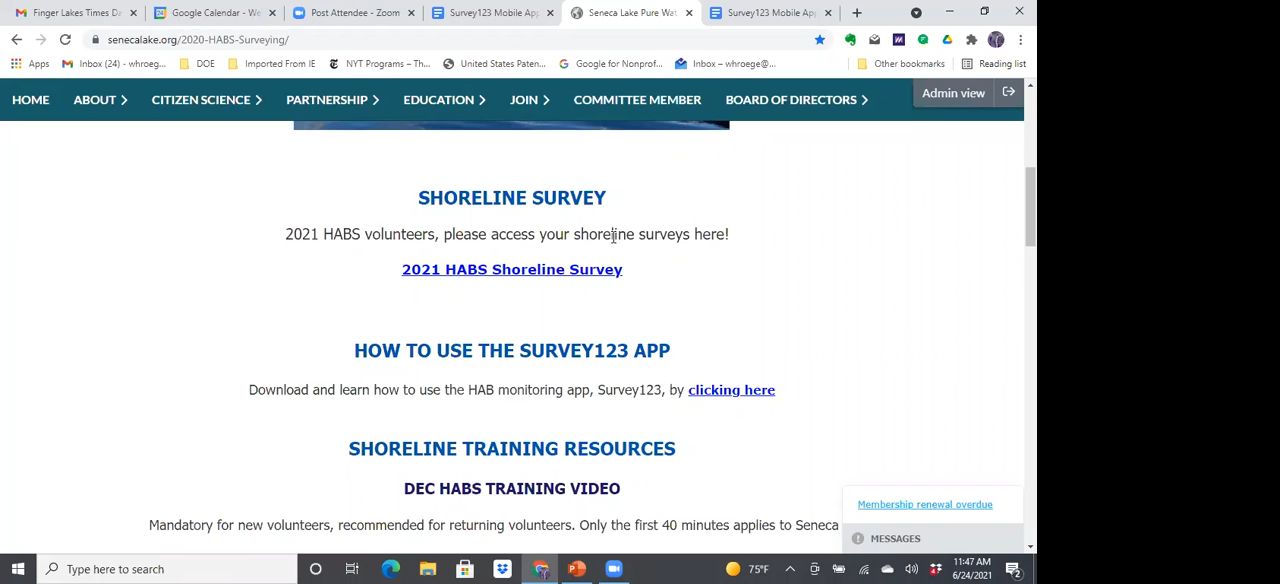 Finger Lakes Times Da
Google Calendar - We
Post Attendee - Zoom
Survey123 Mobile App
Seneca Lake Pure Wat
Survey123 Mobile App
senecalake.org/2020-HABS-Surveying/
Apps
Inbox (24) - whroeg...
DOE
Imported From IE
NYT Programs – Th...
United States Paten...
Google for Nonprof...
Inbox – whroege@...
Other bookmarks
Reading list
HOME
ABOUT
CITIZEN SCIENCE
PARTNERSHIP
EDUCATION
JOIN
COMMITTEE MEMBER
BOARD OF DIRECTORS
Admin view
SHORELINE SURVEY
2021 HABS volunteers, please access your shoreline surveys here!
2021 HABS Shoreline Survey
HOW TO USE THE SURVEY123 APP
Download and learn how to use the HAB monitoring app, Survey123, by clicking here
SHORELINE TRAINING RESOURCES
DEC HABS TRAINING VIDEO
Mandatory for new volunteers, recommended for returning volunteers. Only the first 40 minutes applies to Seneca
Membership renewal overdue
MESSAGES
Type here to search
75°F
11:47 AM
6/24/2021
2